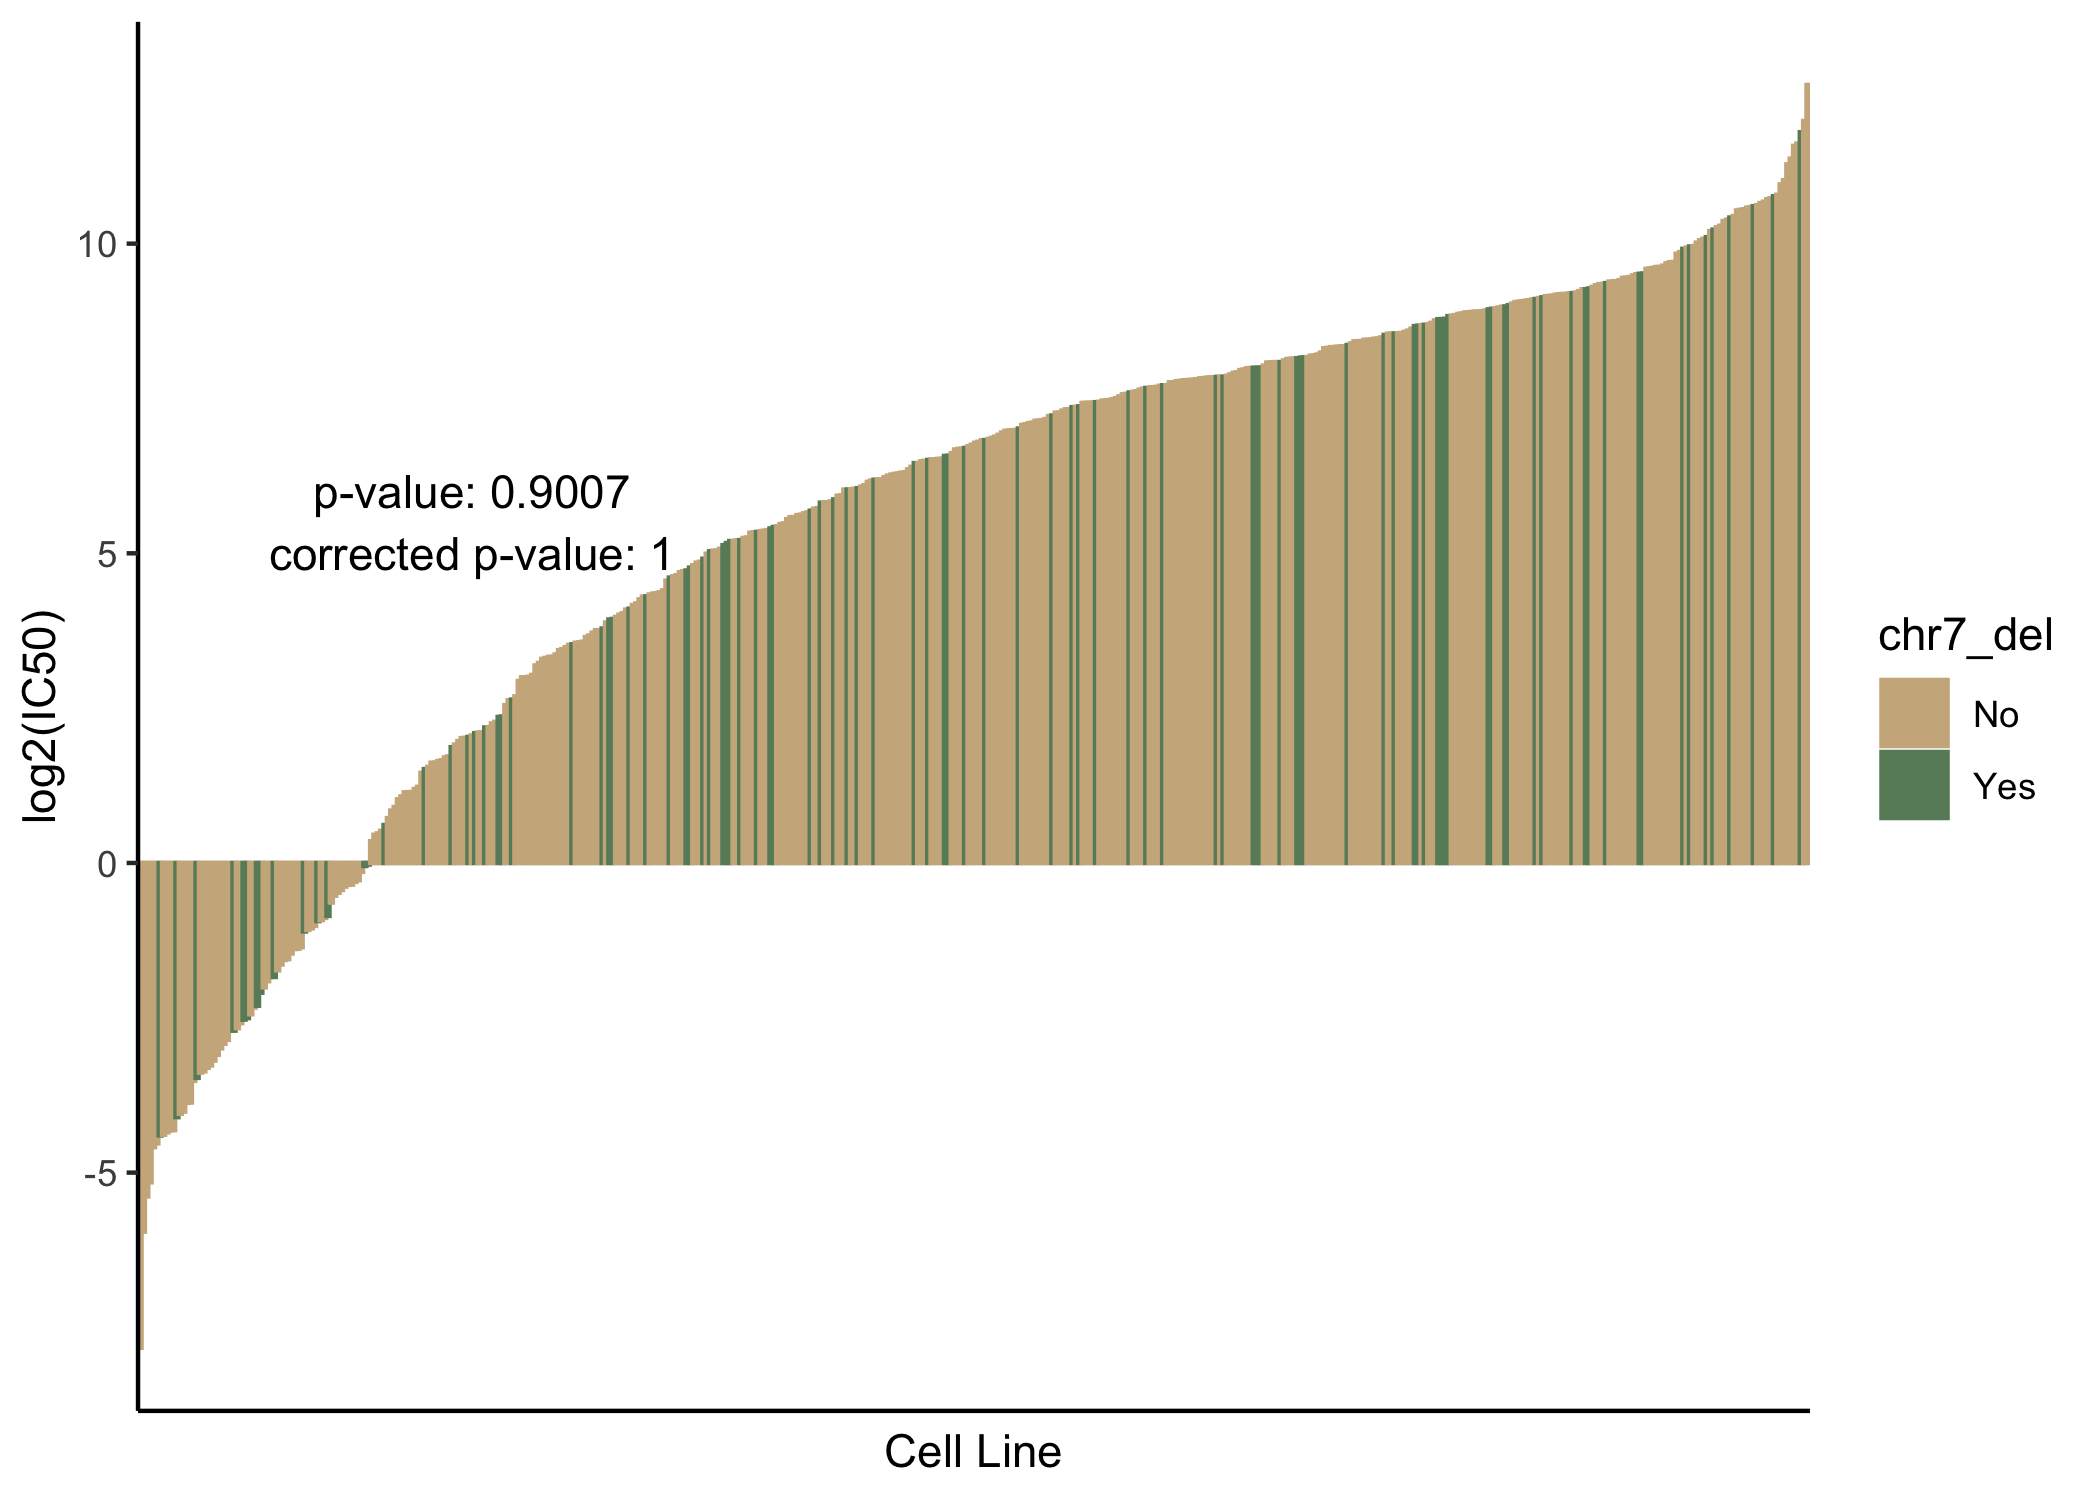 10
5
0
-5
log2(IC50)
p-value: 0.9007
corrected p-value: 1
Cell Line
chr7_del
No
Yes